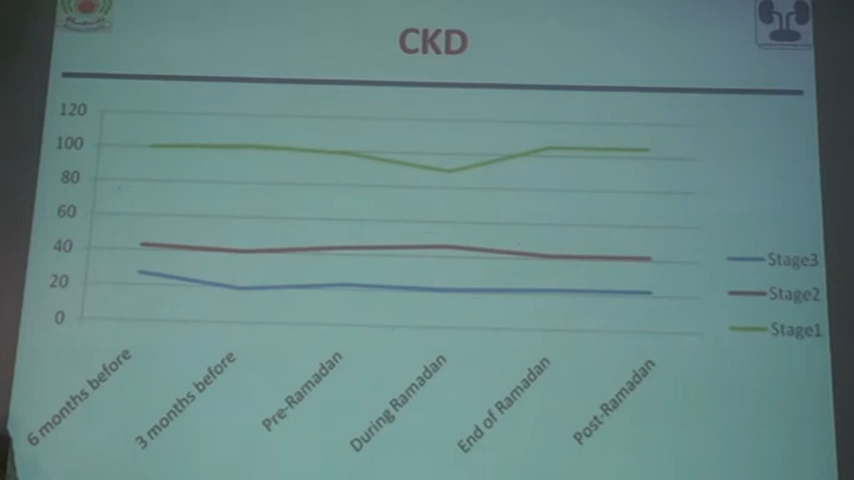 CKD
120
100
80
60
40
20
0
Stage3
Stage2
Stage1
6 months before
3 months before
Pre-Ramadan
During Ramadan
End of Ramadan
Post-Ramadan